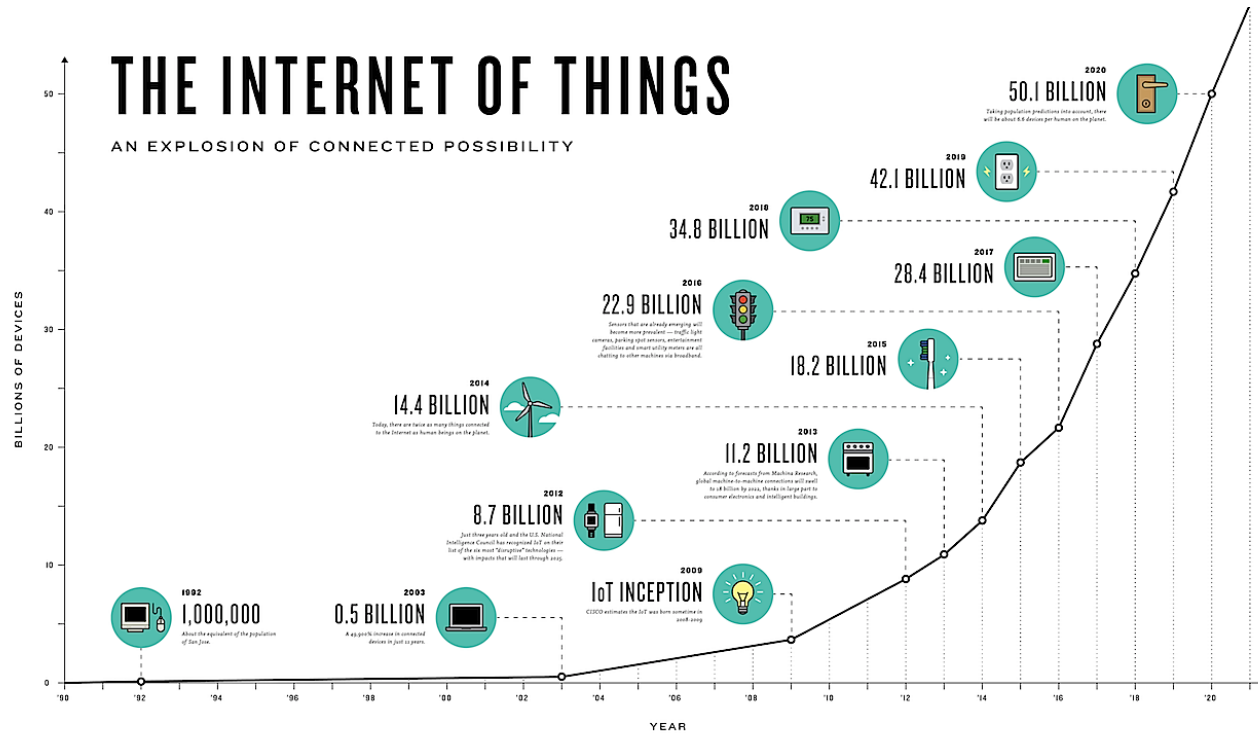 THE INTERNET OF THINGS
AN EXPLOSION OF CONNECTED POSSIBILITY
BILLIONS OF DEVICES
50
40
30
20
10
0
2020
50.1 BILLION
Taking population predictions into account, there
will be about 6.6 devices per human on the planet.
2019
42.1 BILLION
2018
34.8 BILLION
75
2017
28.4 BILLION
2016
22.9 BILLION
Sensors that are already emerging will
become more prevalent — traffic light
cameras, parking spot sensors, entertainment
facilities and smart utility meters are all
chatting to other machines via broadband.
2015
18.2 BILLION
2014
14.4 BILLION
Today, there are twice as many things connected
to the Internet as human beings on the planet.
2013
11.2 BILLION
According to forecasts from Machina Research,
global machine-to-machine connections will swell
to 18 billion by 2022, thanks in large part to
consumer electronics and intelligent buildings.
2012
8.7 BILLION
Just three years old and the U.S. National
Intelligence Council has recognized IoT on their
list of the six most "disruptive" technologies —
with impacts that will last through 2025.
2009
IoT INCEPTION
CISCO estimates the IoT was born sometime in
2008-2009
2003
0.5 BILLION
A 49,900% increase in connected
devices in just 11 years.
1992
1,000,000
About the equivalent of the population
of San Jose.
'90 '92 '94 '96 '98 '00 '02 '04 '06 '08 '10 '12 '14 '16 '18 '20
YEAR